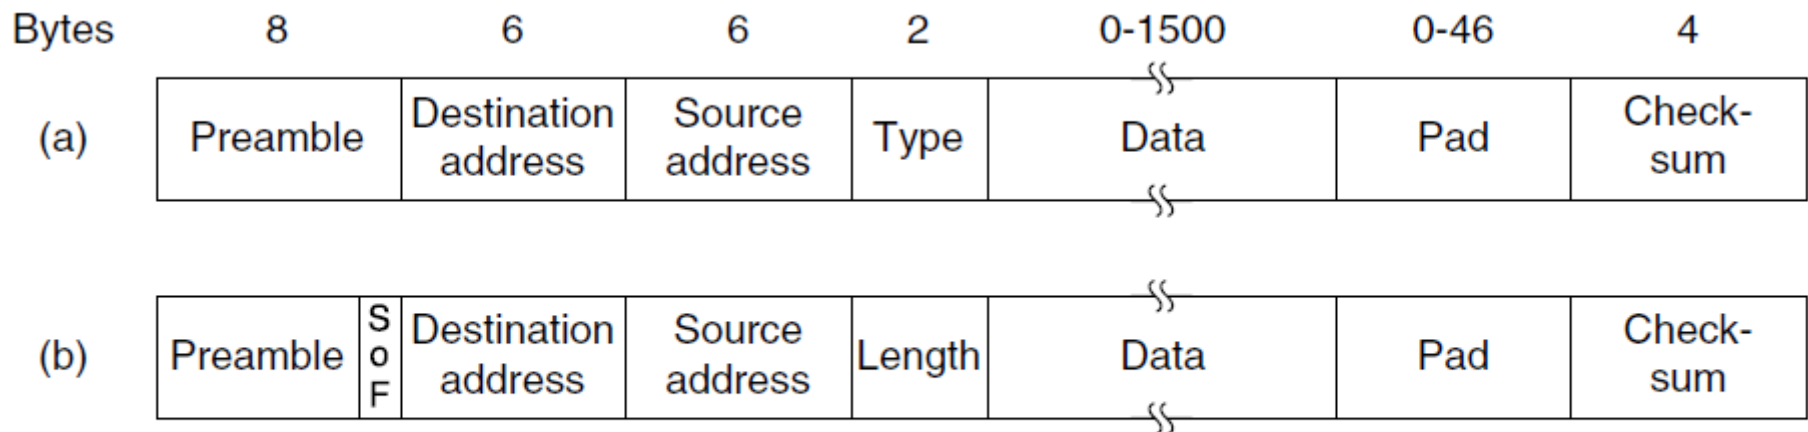 Bytes 8 6 6 2 0-1500 0-46 4
(a) Preamble Destination address Source address Type Data Pad Check-sum
(b) Preamble SoF Destination address Source address Length Data Pad Check-sum